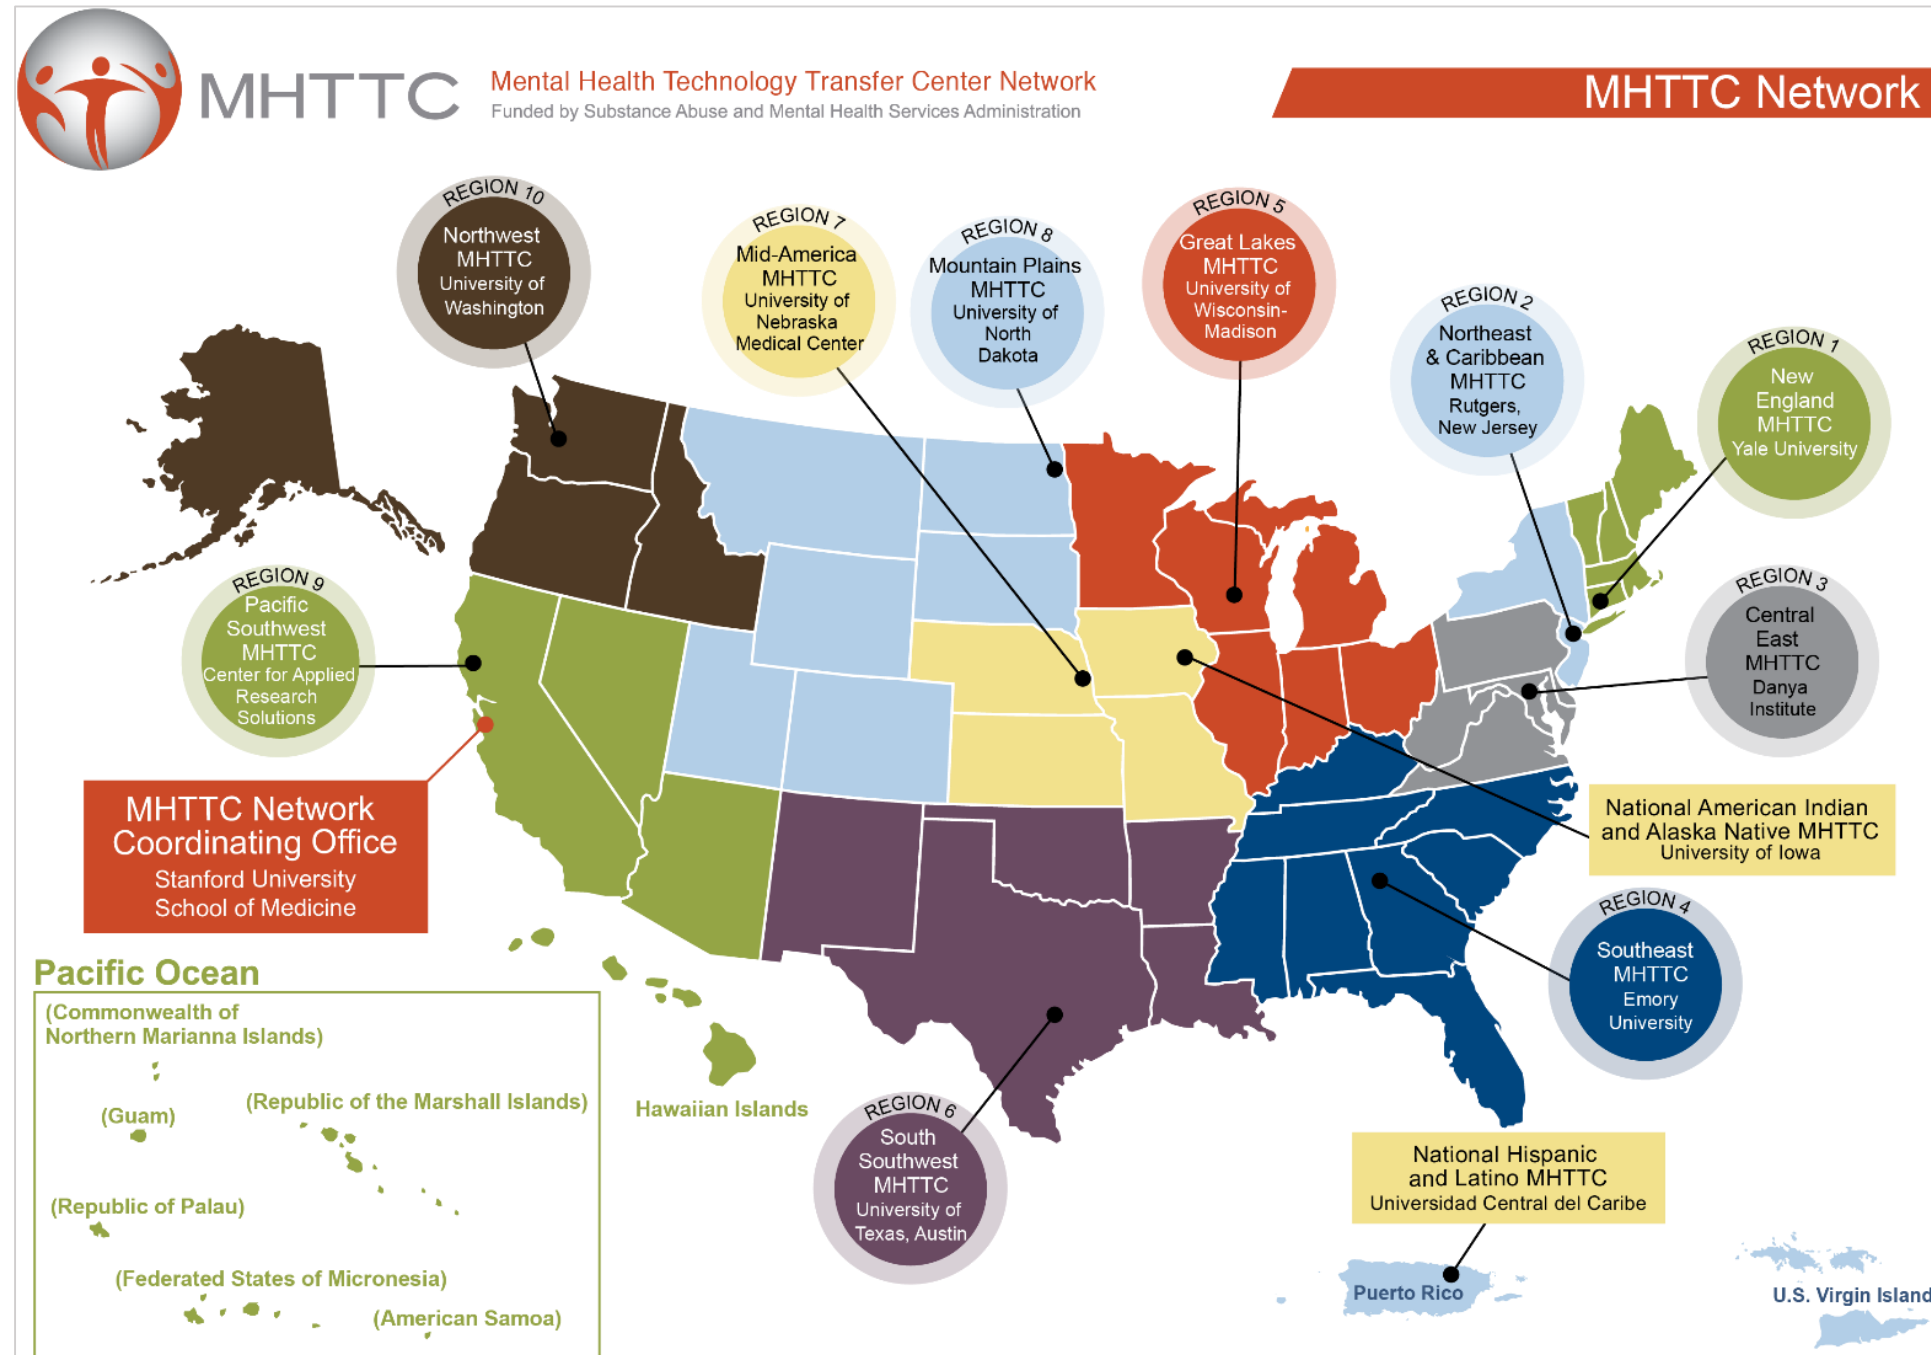 MHTTC
Mental Health Technology Transfer Center Network
Funded by Substance Abuse and Mental Health Services Administration
MHTTC Network
REGION 10
Northwest
MHTTC
University of
Washington
REGION 7
Mid-America
MHTTC
University of
Nebraska
Medical Center
REGION 8
Mountain Plains
MHTTC
University of
North
Dakota
REGION 5
Great Lakes
MHTTC
University of
Wisconsin-
Madison
REGION 2
Northeast
& Caribbean
MHTTC
Rutgers,
New Jersey
REGION 1
New
England
MHTTC
Yale University
REGION 9
Pacific
Southwest
MHTTC
Center for Applied
Research
Solutions
REGION 3
Central
East
MHTTC
Danya
Institute
MHTTC Network
Coordinating Office
Stanford University
School of Medicine
National American Indian
and Alaska Native MHTTC
University of Iowa
REGION 4
Southeast
MHTTC
Emory
University
Pacific Ocean
(Commonwealth of
Northern Marianna Islands)
(Guam)
(Republic of the Marshall Islands)
(Republic of Palau)
(Federated States of Micronesia)
(American Samoa)
Hawaiian Islands
REGION 6
South
Southwest
MHTTC
University of
Texas, Austin
National Hispanic
and Latino MHTTC
Universidad Central del Caribe
Puerto Rico
U.S. Virgin Island